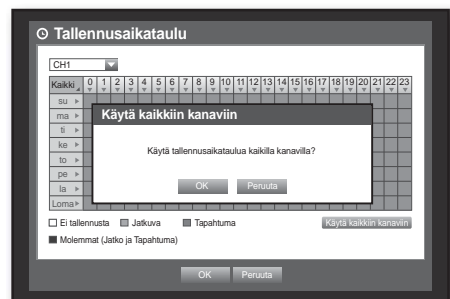 Tallennusaikataulu
CH1
Kaikki 0 1 2 3 4 5 6 7 8 9 10 11 12 13 14 15 16 17 18 19 20 21 22 23
su
ma
ti
ke
to
pe
la
Loma
Käytä kaikkiin kanaviin
Käytä tallennusaikataulua kaikilla kanavilla?
OK Peruuta
Ei tallennusta Jatkuva Tapahtuma Käytä kaikkiin kanaviin
Molemmat (Jatko ja Tapahtuma)
OK Peruuta